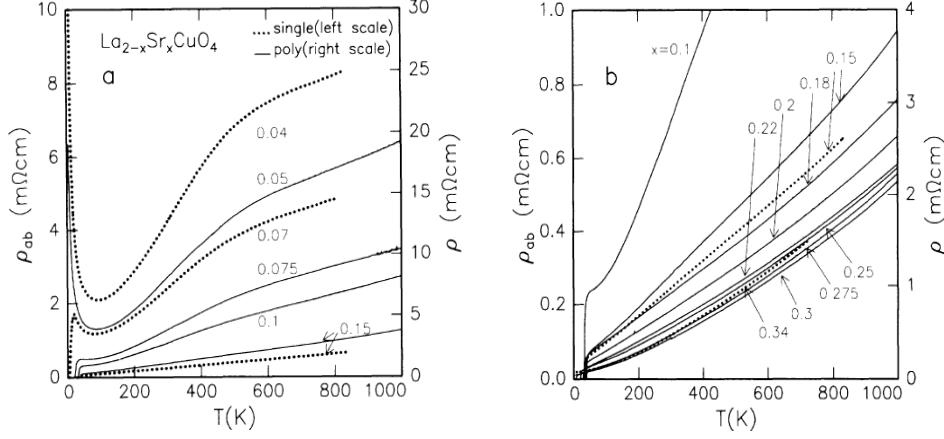 1.0
30
4
ρab (mΩcm)
10
8
6
4
2
0
La2-xSrxCuO4
single(left scale)
poly(right scale)
a
0.04
0.05
0.07
0.075
0.1
0.15
25
20
15
10
5
0
ρ (mΩcm)
0 200 400 600 800 1000
T(K)
ρab (mΩcm)
0.8
0.6
0.4
0.2
0.0
b
x=0.1
0.15
0.18
0.2
0.22
0.25
0.275
0.3
0.34
3
2
1
0
ρ (mΩcm)
0 200 400 600 800 1000
T(K)